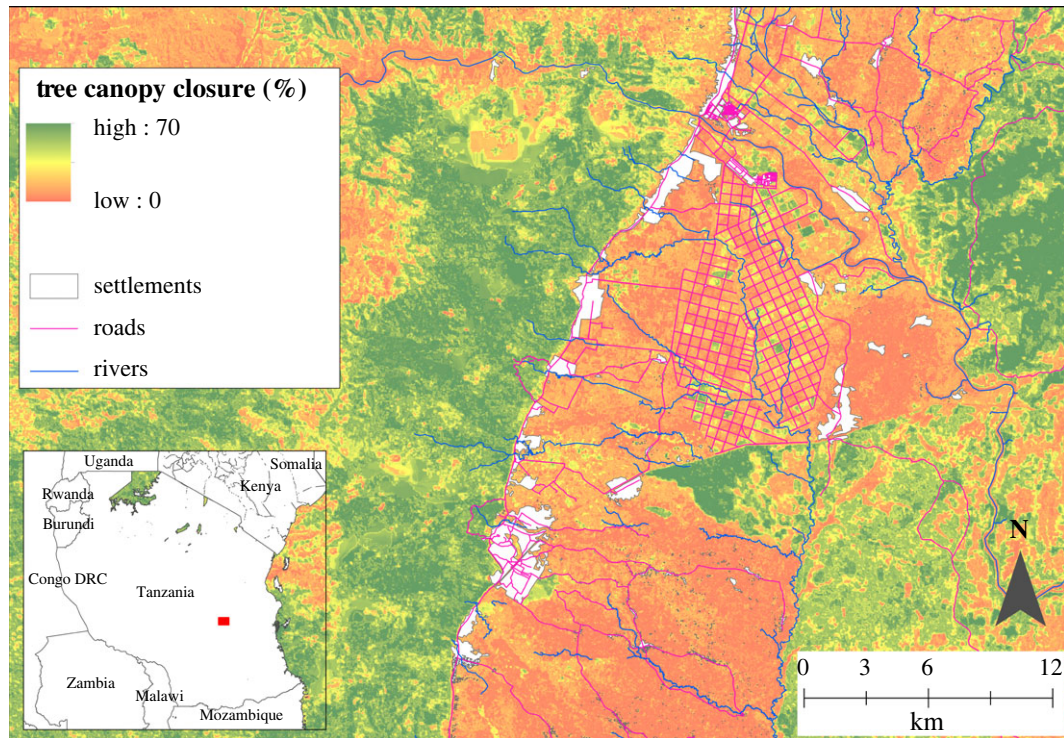 tree canopy closure (%)
high : 70
low : 0
settlements
roads
rivers
Uganda
Somalia
Rwanda
Kenya
Burundi
Congo DRC
Tanzania
Zambia
Malawi
Mozambique
N
0 3 6 12
km